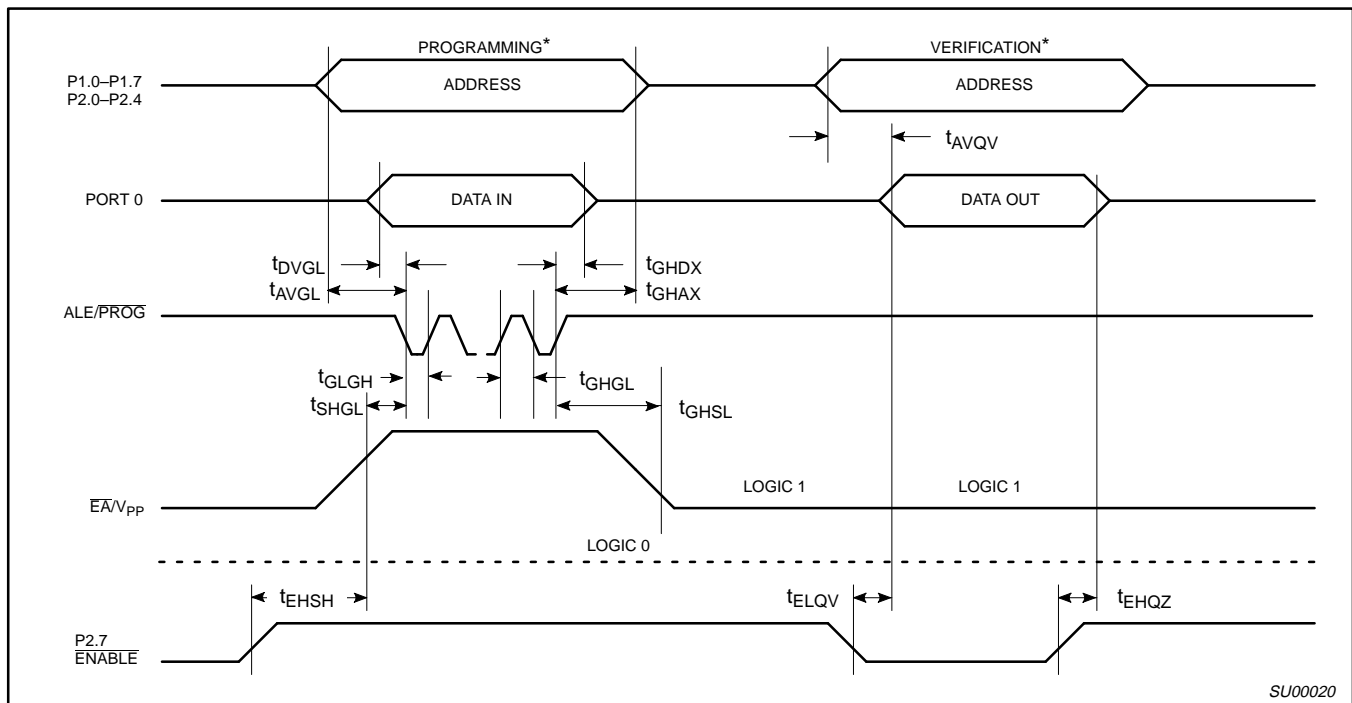 PROGRAMMING*
VERIFICATION*
P1.0–P1.7
P2.0–P2.4
ADDRESS
ADDRESS
tAVQV
PORT 0
DATA IN
DATA OUT
tDVGL
tGHDX
tAVGL
tGHAX
ALE/PROG
tGLGH
tGHGL
tSHGL
tGHSL
LOGIC 1
LOGIC 1
EA/VPP
LOGIC 0
tEHSH
tELQV
tEHQZ
P2.7
ENABLE
SU00020